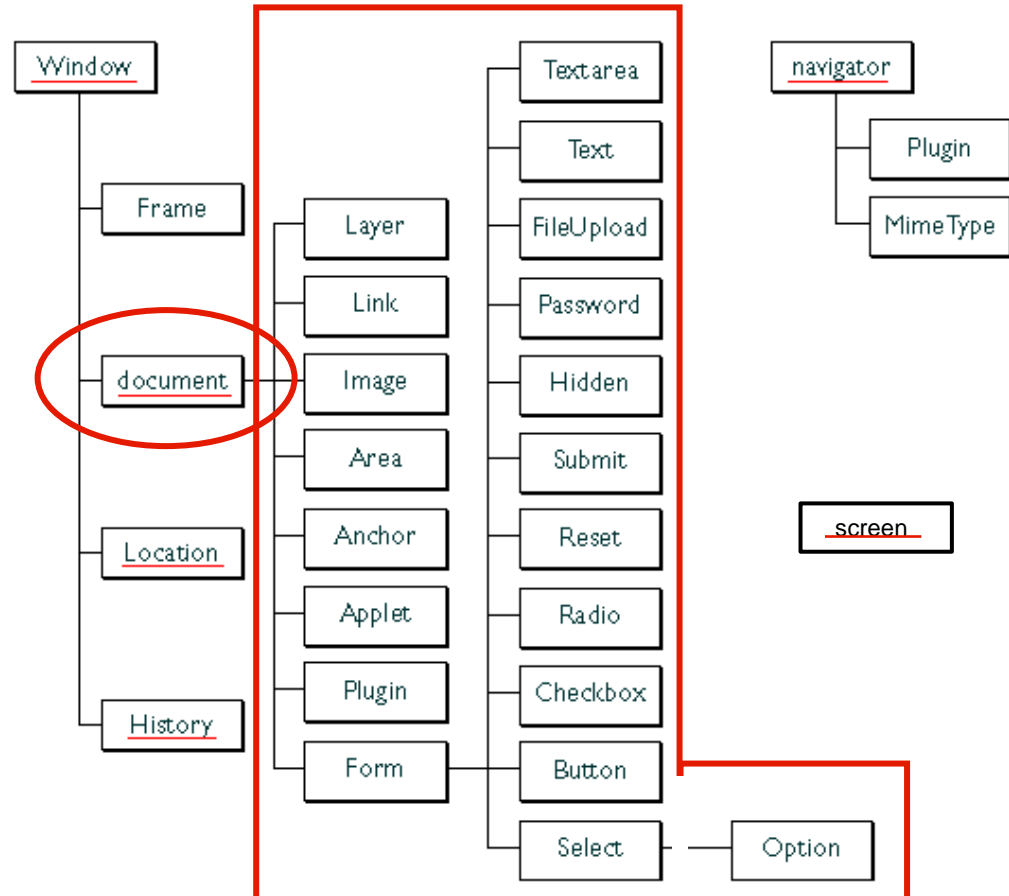 Window
Frame
document
Location
History
Layer
Link
Image
Area
Anchor
Applet
Plugin
Form
Textarea
Text
FileUpload
Password
Hidden
Submit
Reset
Radio
Checkbox
Button
Select
Option
navigator
Plugin
MimeType
screen